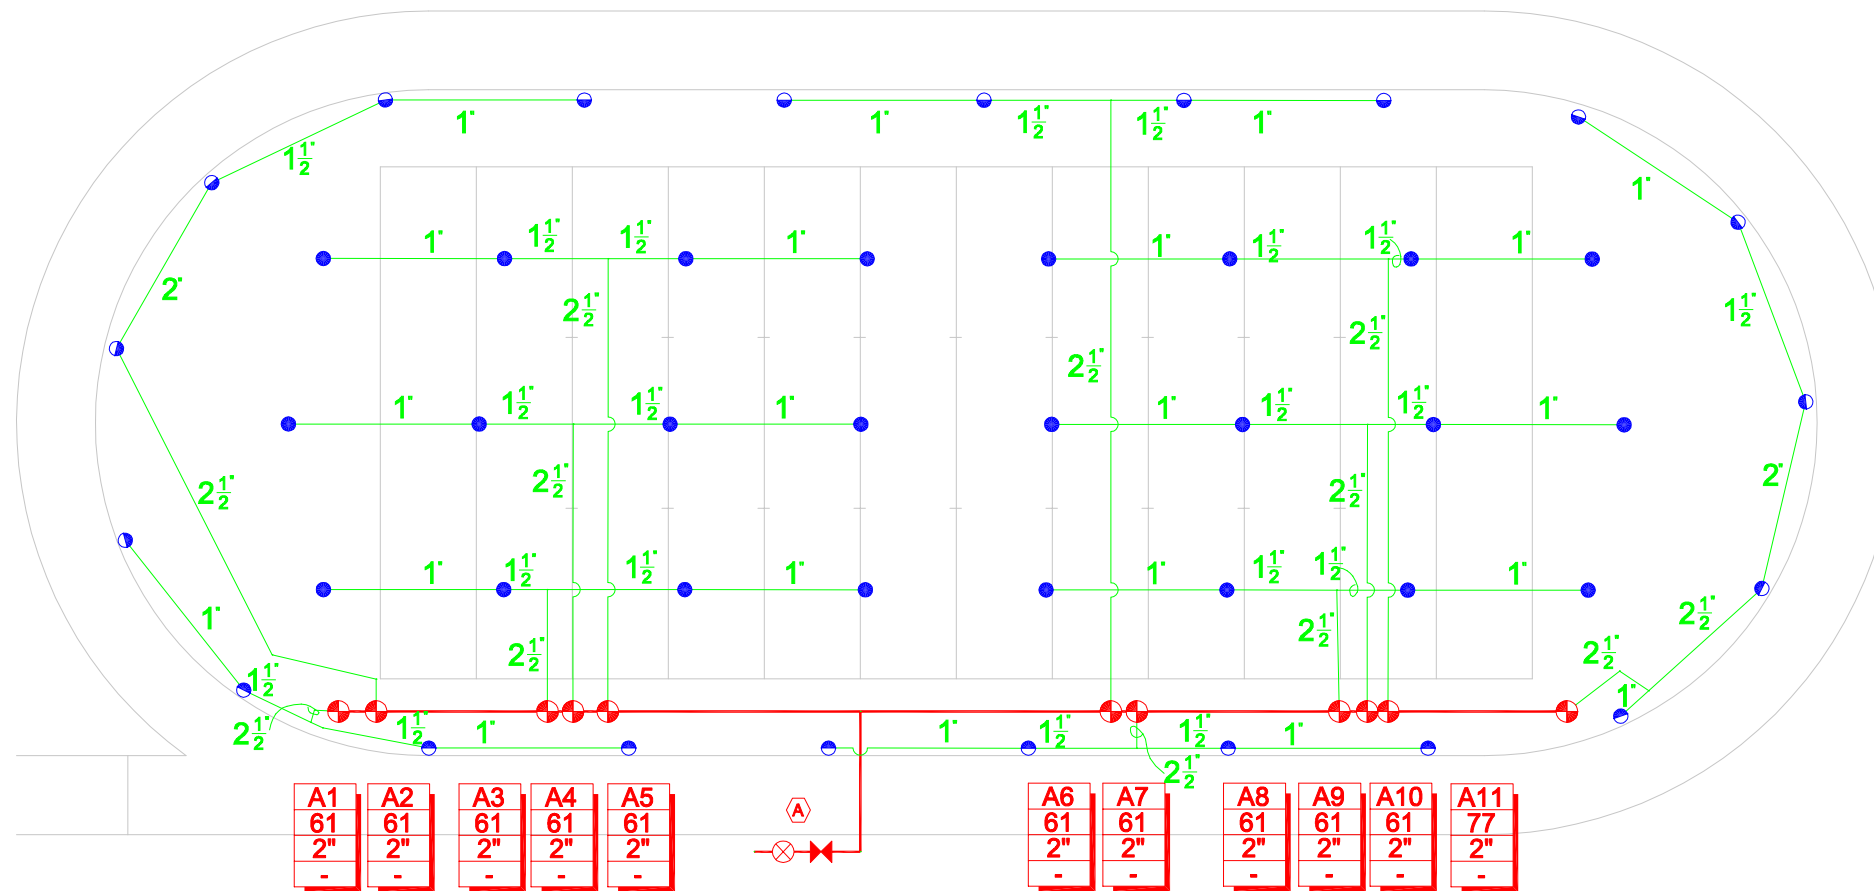 1" 1" 1 1/2" 1 1/2" 1"
1 1/2" 1"
1" 1 1/2" 1 1/2" 1" 1" 1 1/2" 1 1/2" 1"
2" 2 1/2" 2 1/2" 2 1/2" 1 1/2"
1" 1 1/2" 1 1/2" 1" 1" 1 1/2" 1 1/2" 1"
2 1/2" 2 1/2" 2 1/2" 2"
1" 1 1/2" 1 1/2" 1" 1" 1 1/2" 1 1/2" 1"
1" 2 1/2" 2 1/2" 2 1/2" 2 1/2"
1 1/2" 1"
2 1/2" 1 1/2" 1" 1" 1 1/2" 1 1/2" 1"
2 1/2"
A1 A2 A3 A4 A5 A A6 A7 A8 A9 A10 A11
61 61 61 61 61 61 61 61 61 61 77
2" 2" 2" 2" 2" 2" 2" 2" 2" 2" 2"
- - - - - - - - - - -